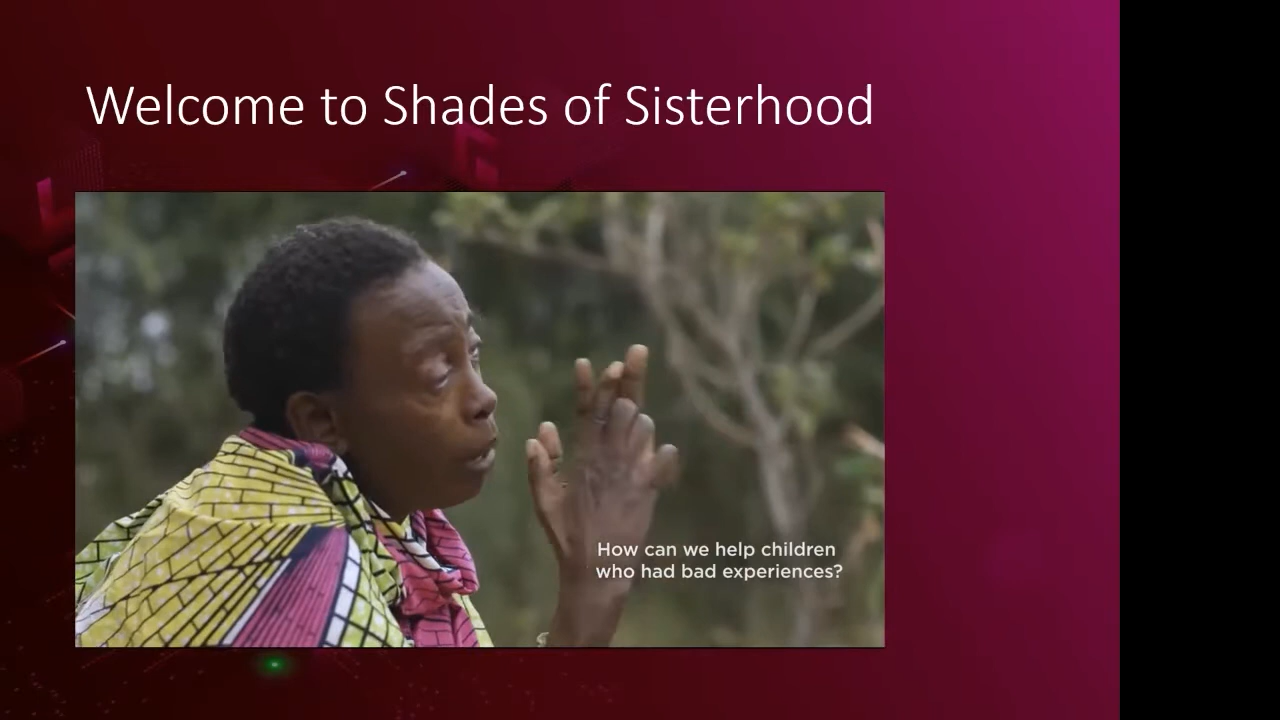 Welcome to Shades of Sisterhood
How can we help children
who had bad experiences?